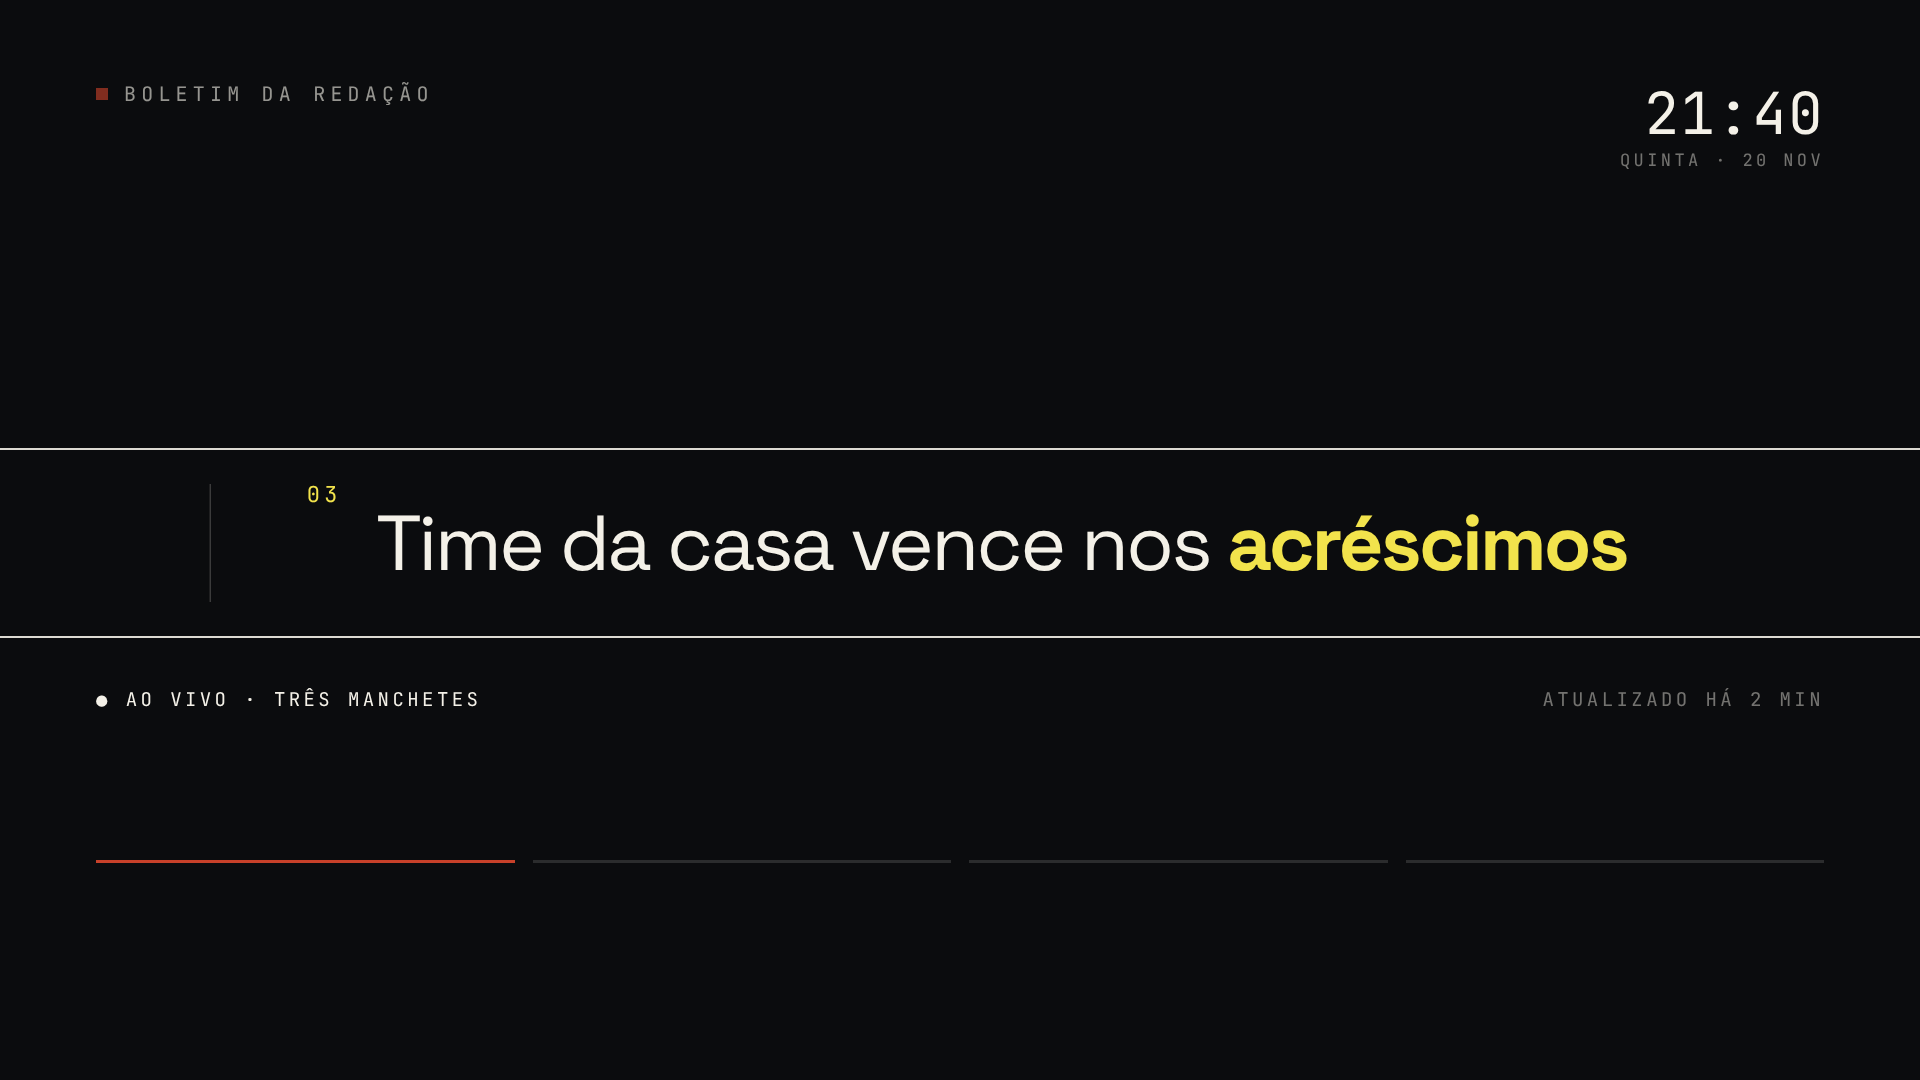 BOLETIM DA REDAÇÃO
21:40
QUINTA · 20 NOV
03
Time da casa vence nos acréscimos
AO VIVO · TRÊS MANCHETES
ATUALIZADO HÁ 2 MIN